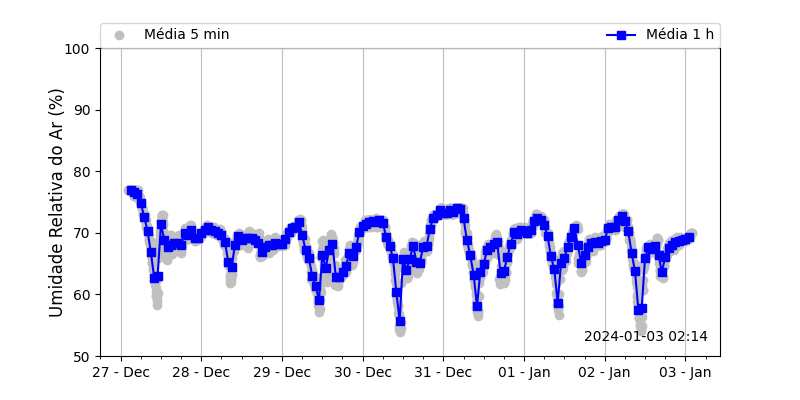 Média 5 min
Média 1 h
Umidade Relativa do Ar (%)
100
90
80
70
60
50
2024-01-03 02:14
27 - Dec
28 - Dec
29 - Dec
30 - Dec
31 - Dec
01 - Jan
02 - Jan
03 - Jan